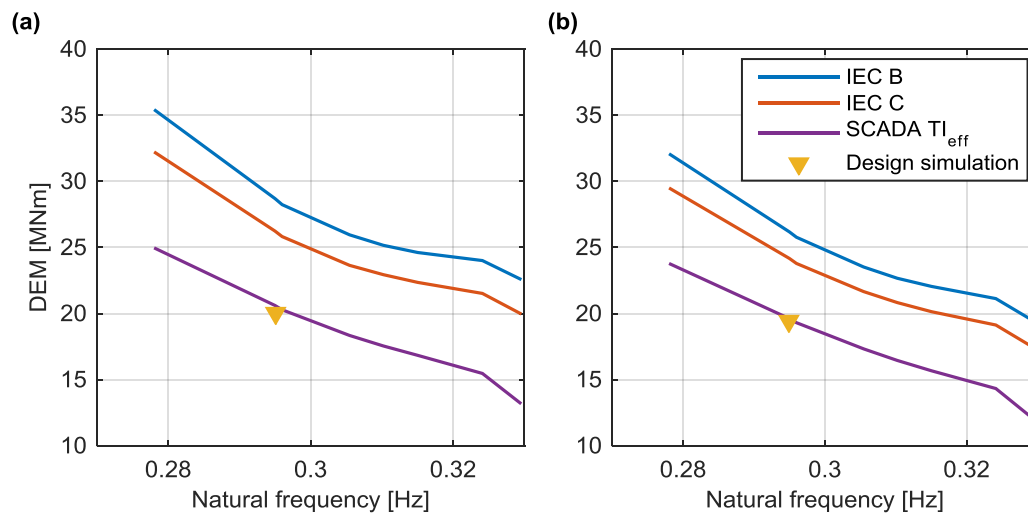 (a)
40
35
30
25
20
15
10
DEM [MNm]
0.28
0.3
0.32
Natural frequency [Hz]
(b)
40
35
30
25
20
15
10
0.28
0.3
0.32
Natural frequency [Hz]
IEC B
IEC C
SCADA TI_eff
Design simulation